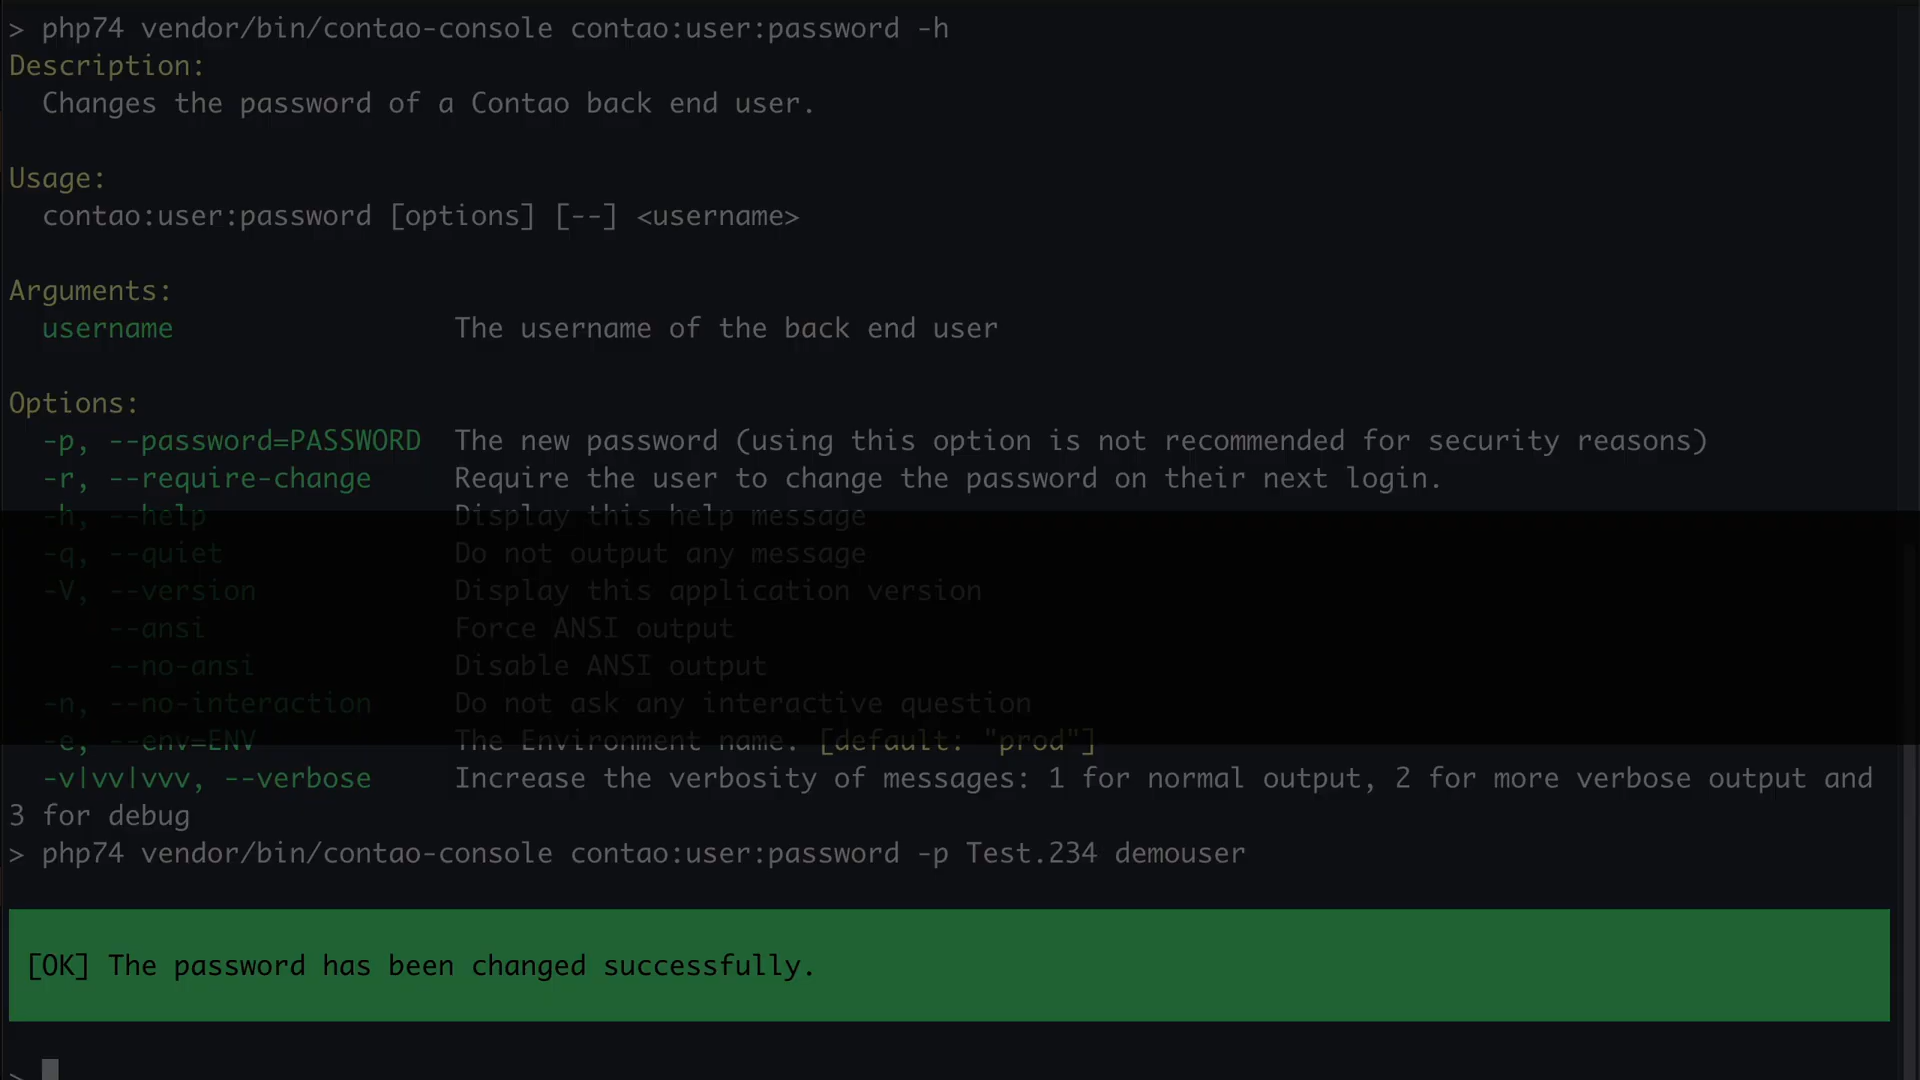 > php74 vendor/bin/contao-console contao:user:password -h
Description:
  Changes the password of a Contao back end user.

Usage:
  contao:user:password [options] [--] <username>

Arguments:
  username                 The username of the back end user

Options:
  -p, --password=PASSWORD  The new password (using this option is not recommended for security reasons)
  -r, --require-change     Require the user to change the password on their next login.
  -h, --help               Display this help message
  -q, --quiet              Do not output any message
  -V, --version            Display this application version
      --ansi               Force ANSI output
      --no-ansi            Disable ANSI output
  -n, --no-interaction     Do not ask any interactive question
  -e, --env=ENV            The Environment name. [default: "prod"]
  -v|vv|vvv, --verbose     Increase the verbosity of messages: 1 for normal output, 2 for more verbose output and
3 for debug
> php74 vendor/bin/contao-console contao:user:password -p Test.234 demouser

[OK] The password has been changed successfully.

>